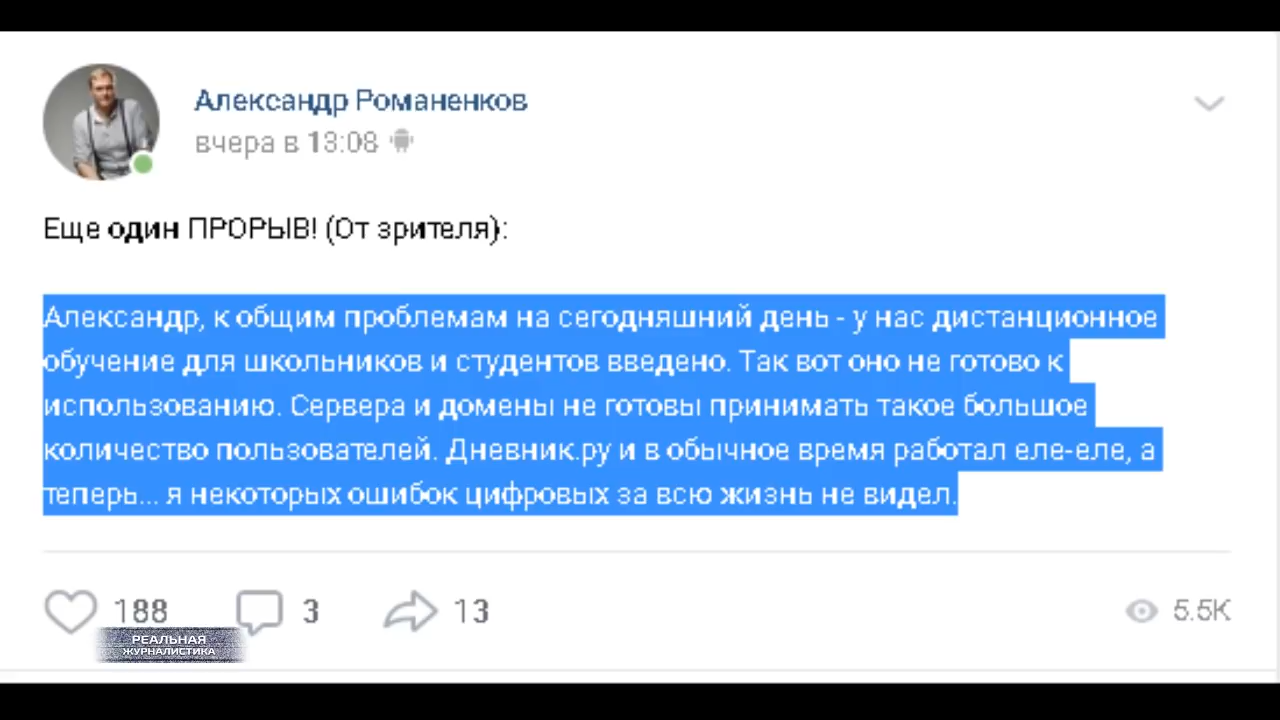 Александр Романенков
вчера в 13:08
Еще один ПРОРЫВ! (От зрителя):
Александр, к общим проблемам на сегодняшний день - у нас дистанционное
обучение для школьников и студентов введено. Так вот оно не готово к
использованию. Сервера и домены не готовы принимать такое большое
количество пользователей. Дневник.ру и в обычное время работал еле-еле, а
теперь... я некоторых ошибок цифровых за всю жизнь не видел.
188 3 13 5.5K
РЕАЛЬНАЯ
ЖУРНАЛИСТИКА